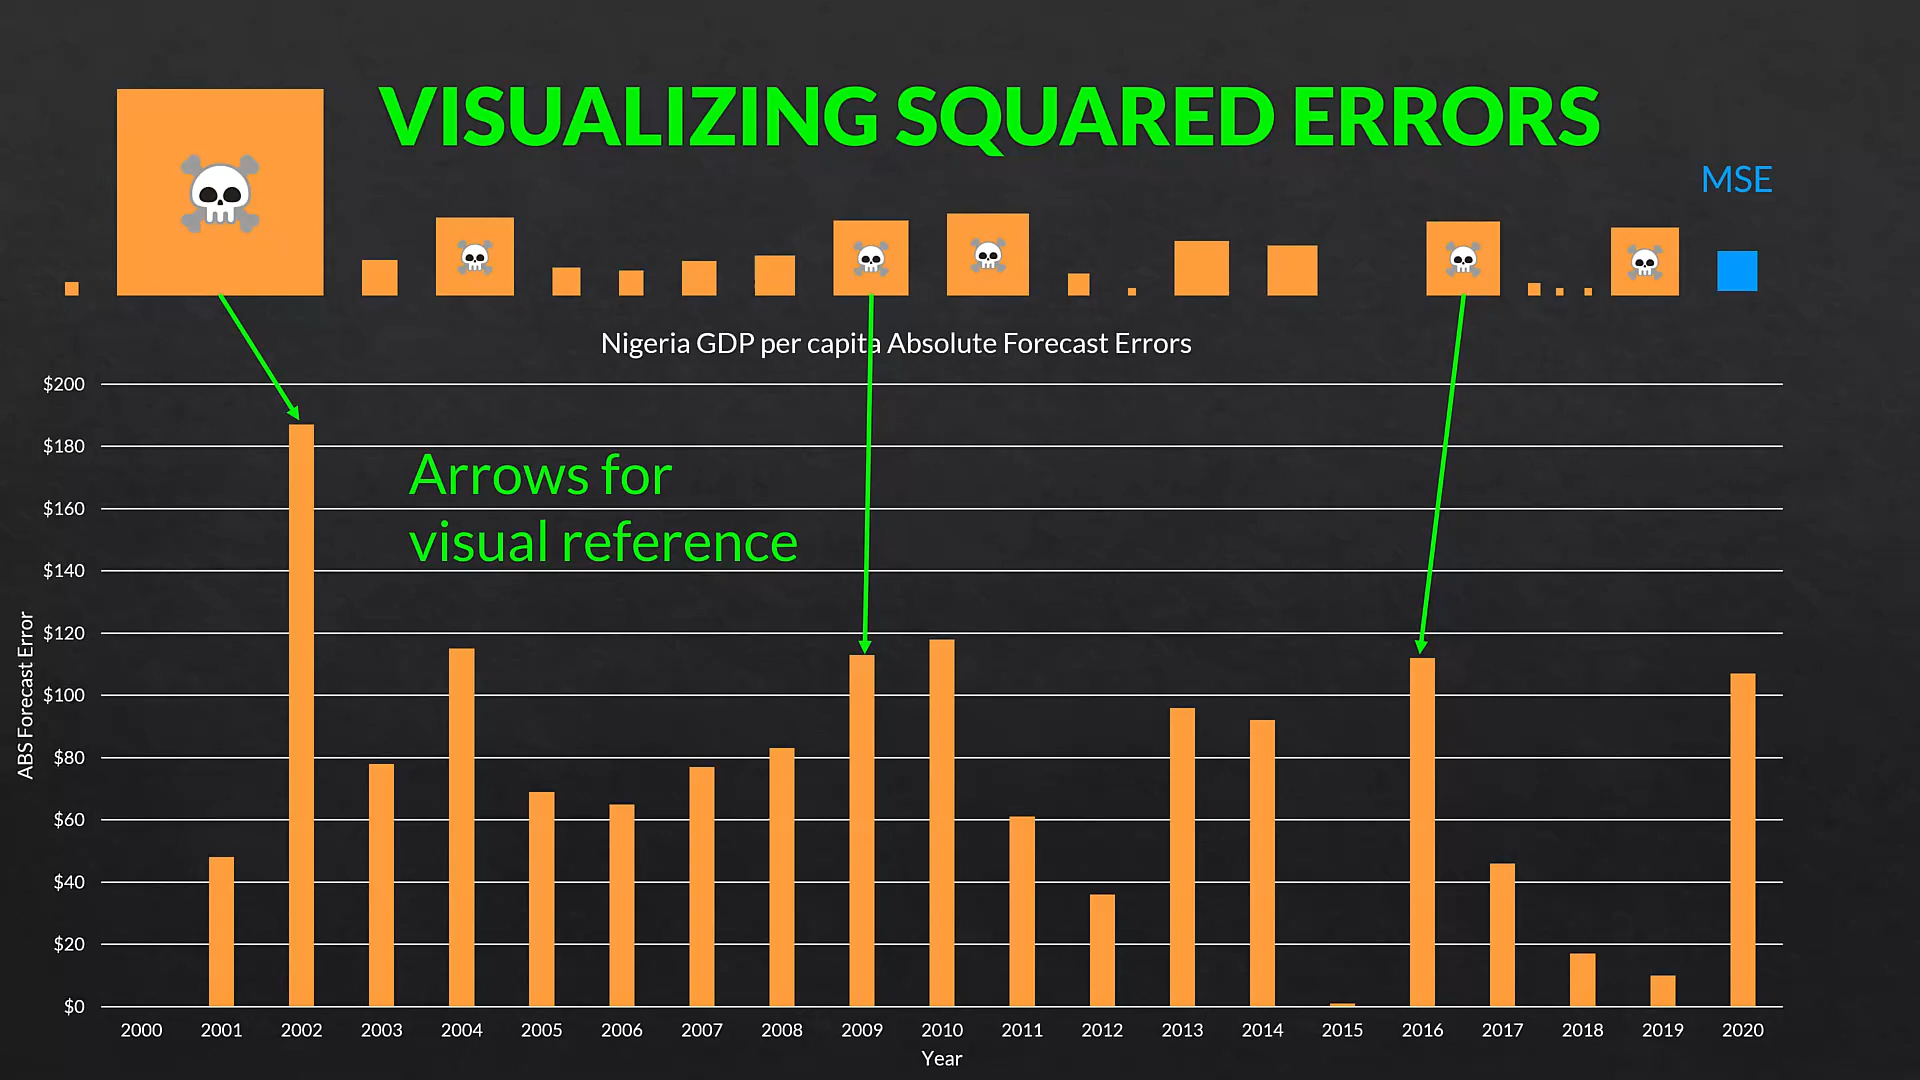 VISUALIZING SQUARED ERRORS
MSE
Nigeria GDP per capita Absolute Forecast Errors
Arrows for
visual reference
ABS Forecast Error
$200
$180
$160
$140
$120
$100
$80
$60
$40
$20
$0
2000 2001 2002 2003 2004 2005 2006 2007 2008 2009 2010 2011 2012 2013 2014 2015 2016 2017 2018 2019 2020
Year